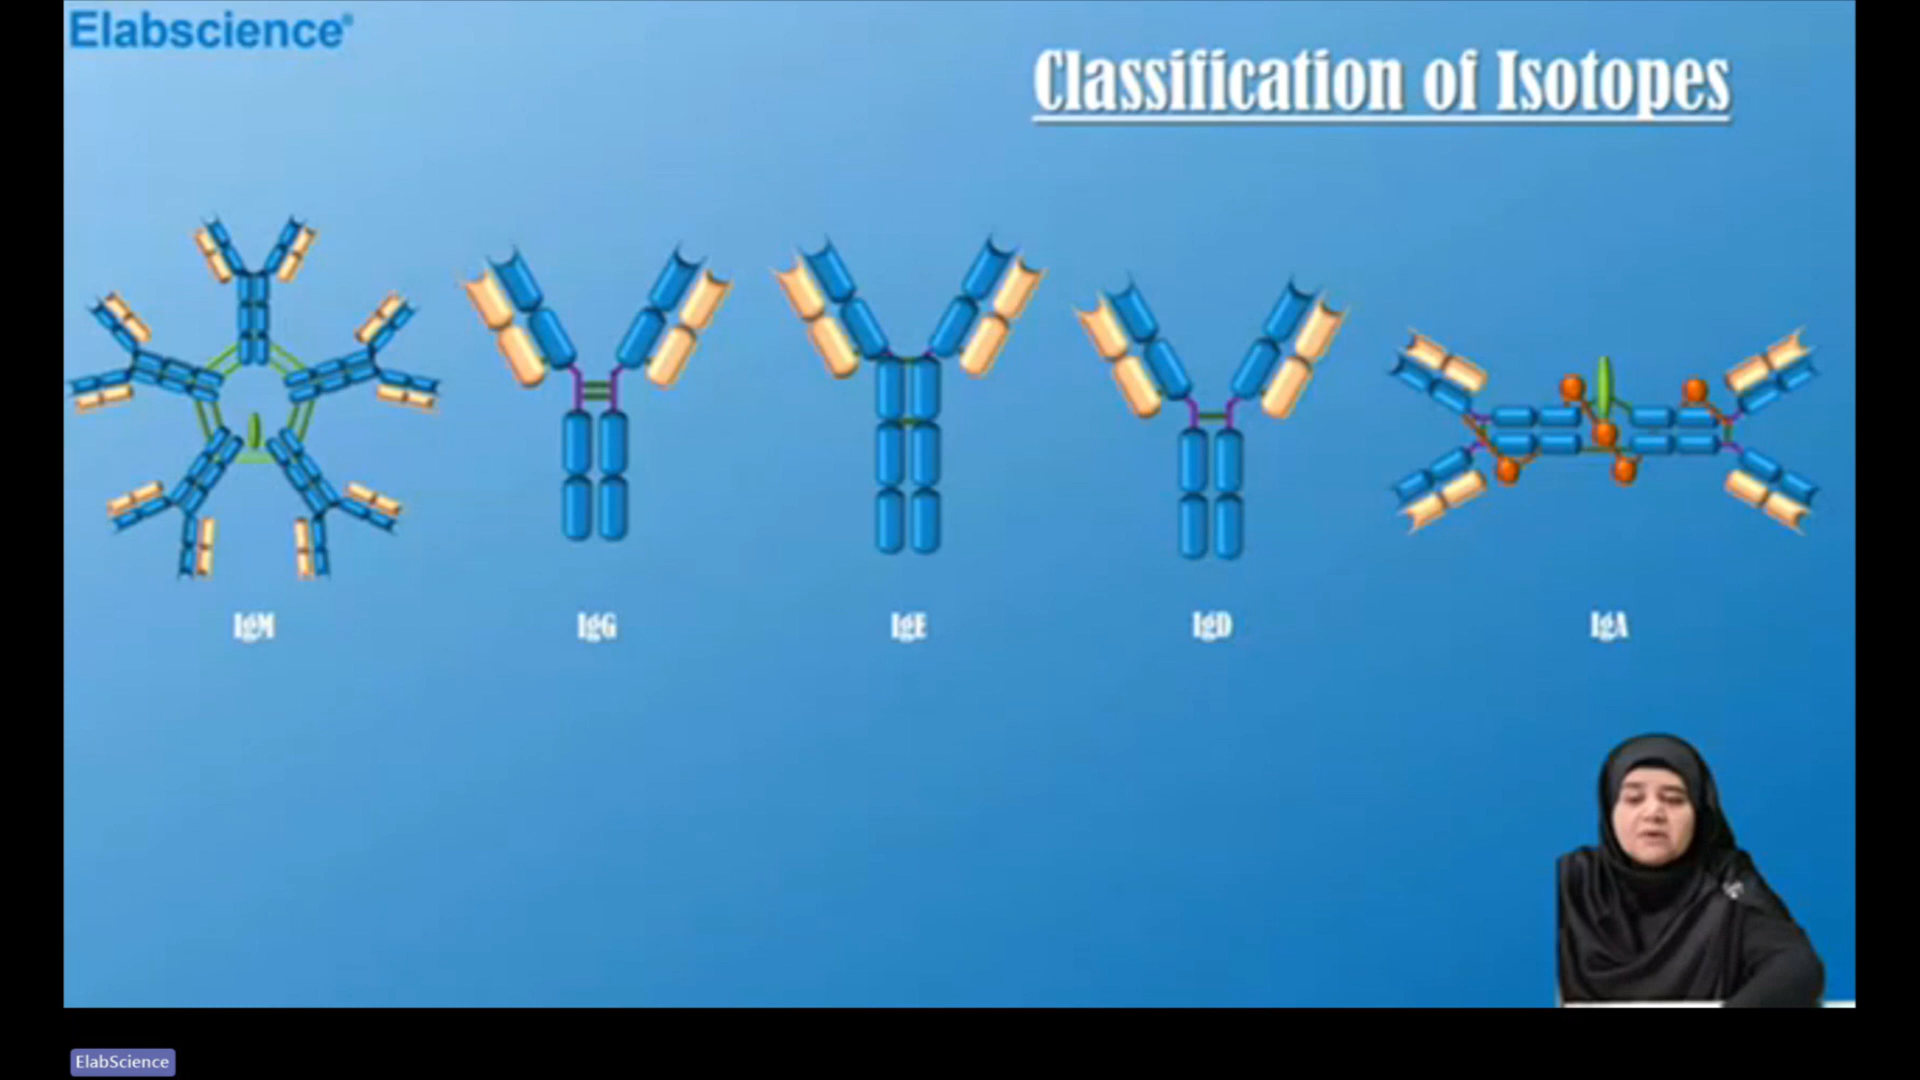 Elabscience®
Classification of Isotopes
IgM
IgG
IgE
IgD
IgA
ElabScience